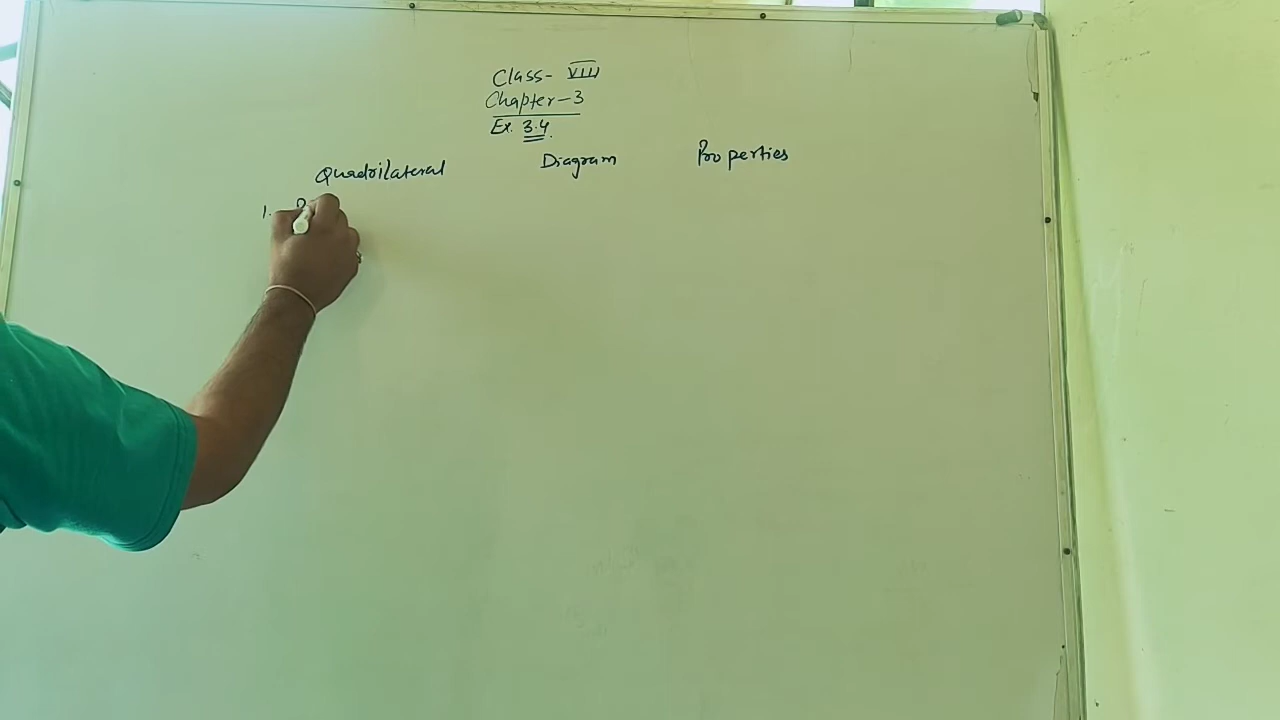 Class- VIII
Chapter-3
Ex. 3.4.
Quadrilateral Diagram Properties
1.